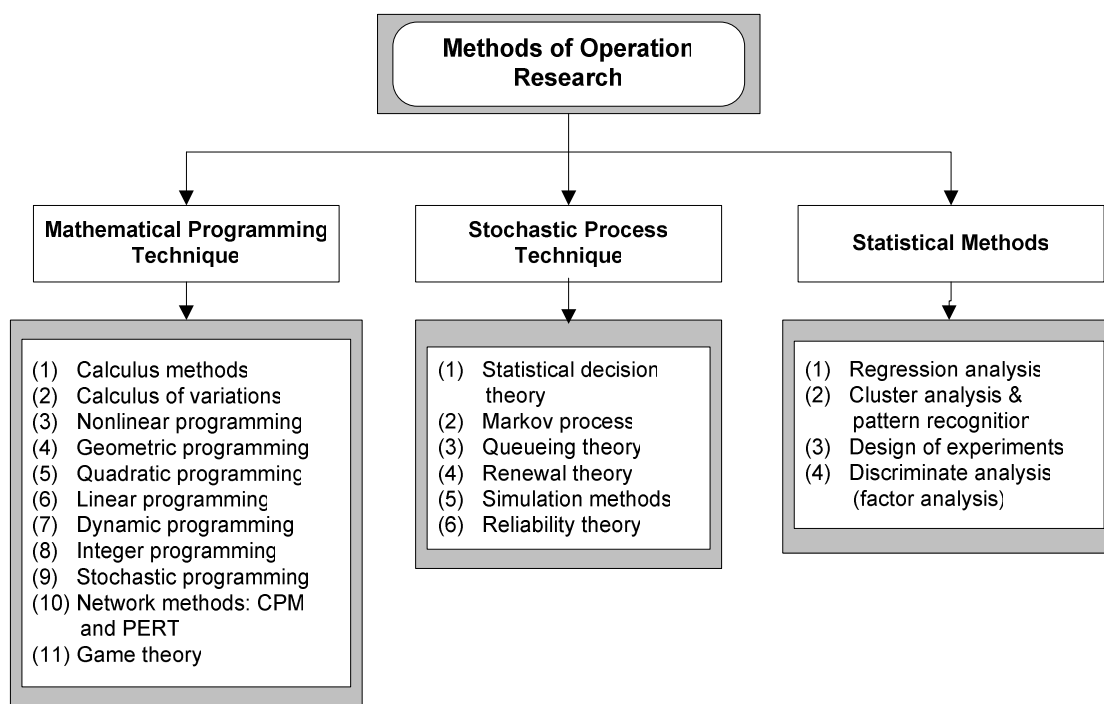 Methods of Operation
Research
Mathematical Programming
Technique
Stochastic Process
Technique
Statistical Methods
(1) Calculus methods
(2) Calculus of variations
(3) Nonlinear programming
(4) Geometric programming
(5) Quadratic programming
(6) Linear programming
(7) Dynamic programming
(8) Integer programming
(9) Stochastic programming
(10) Network methods: CPM
and PERT
(11) Game theory
(1) Statistical decision
theory
(2) Markov process
(3) Queueing theory
(4) Renewal theory
(5) Simulation methods
(6) Reliability theory
(1) Regression analysis
(2) Cluster analysis &
pattern recognition
(3) Design of experiments
(4) Discriminate analysis
(factor analysis)